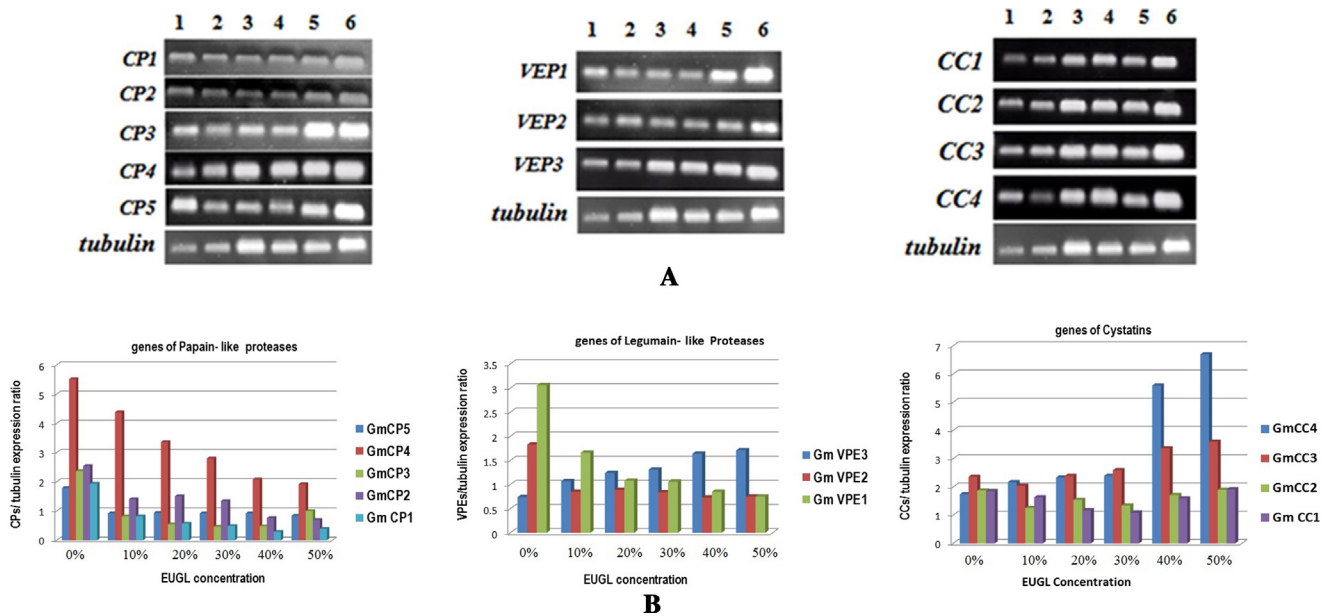 1 2 3 4 5 6
CP1
CP2
CP3
CP4
CP5
tubulin
1 2 3 4 5 6
VEP1
VEP2
VEP3
tubulin
1 2 3 4 5 6
CC1
CC2
CC3
CC4
tubulin
A
genes of Papain- like proteases
CPs/ tubulin expression ratio
6
5
4
3
2
1
0
0% 10% 20% 30% 40% 50%
EUGL concentration
GmCP5
GmCP4
GmCP3
GmCP2
Gm CP1
genes of Legumain- like Proteases
VPEs/tubulin expression ratio
3.5
3
2.5
2
1.5
1
0.5
0
0% 10% 20% 30% 40% 50%
EUGL concentration
Gm VPE3
Gm VPE2
Gm VPE1
genes of Cystatins
CCs/ tubulin expression ratio
7
6
5
4
3
2
1
0
0% 10% 20% 30% 40% 50%
EUGL Concentration
GmCC4
GmCC3
GmCC2
Gm CC1
B